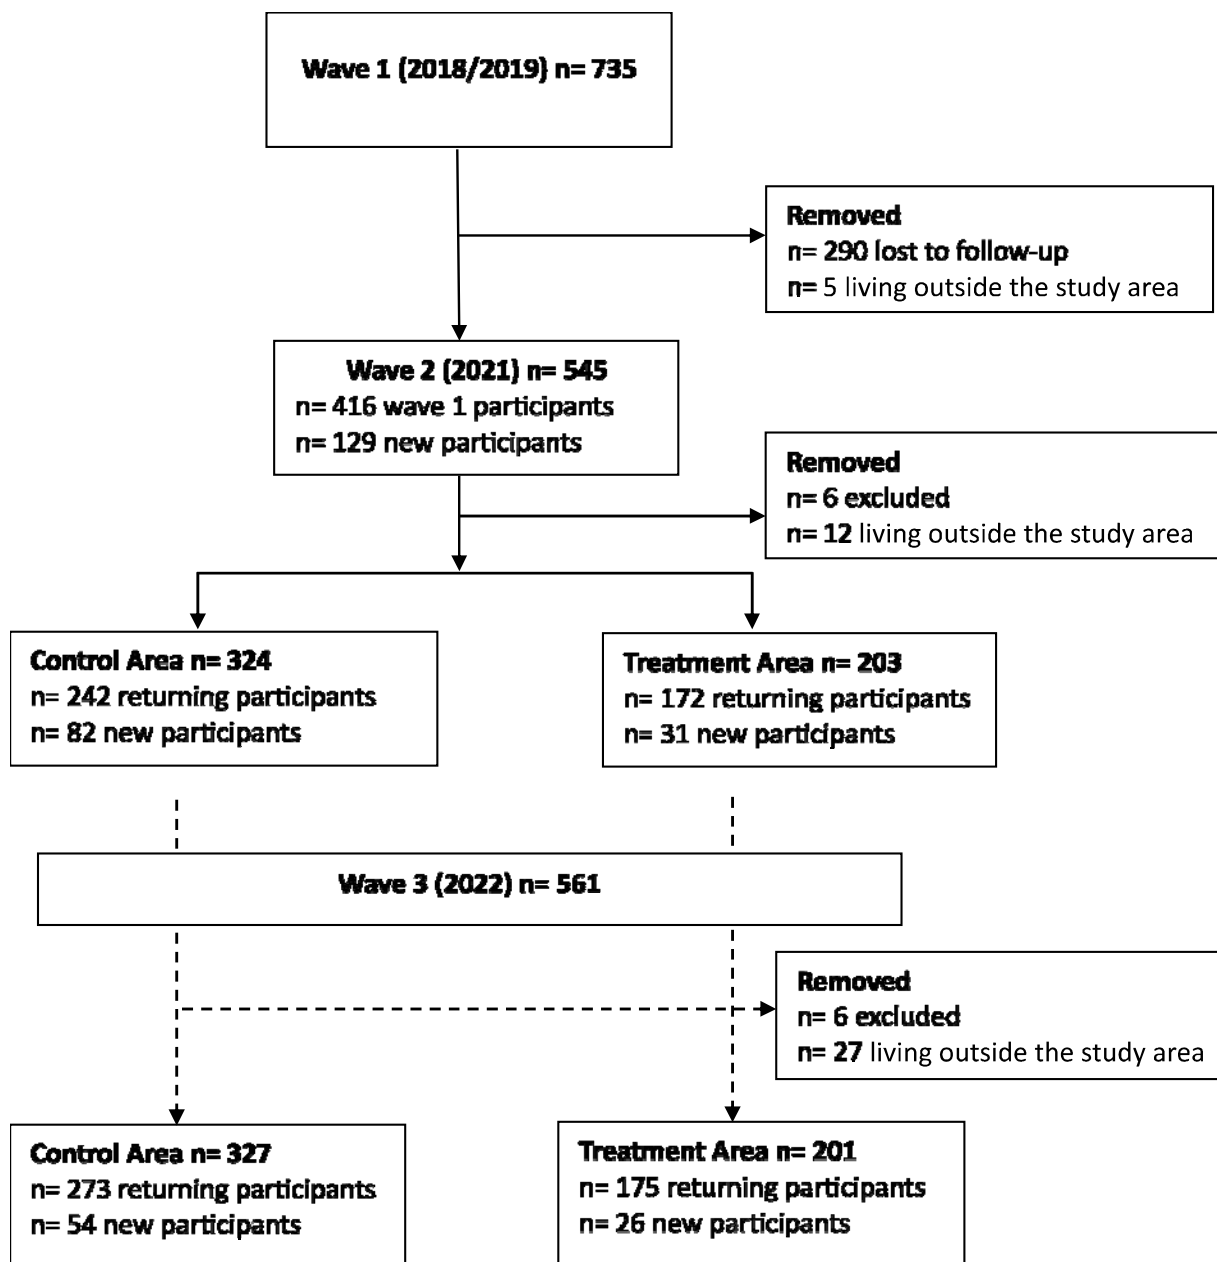 Wave 1 (2018/2019) n= 735
Removed
n= 290 lost to follow-up
n= 5 living outside the study area
Wave 2 (2021) n= 545
n= 416 wave 1 participants
n= 129 new participants
Removed
n= 6 excluded
n= 12 living outside the study area
Control Area n= 324
n= 242 returning participants
n= 82 new participants
Treatment Area n= 203
n= 172 returning participants
n= 31 new participants
Wave 3 (2022) n= 561
Removed
n= 6 excluded
n= 27 living outside the study area
Control Area n= 327
n= 273 returning participants
n= 54 new participants
Treatment Area n= 201
n= 175 returning participants
n= 26 new participants